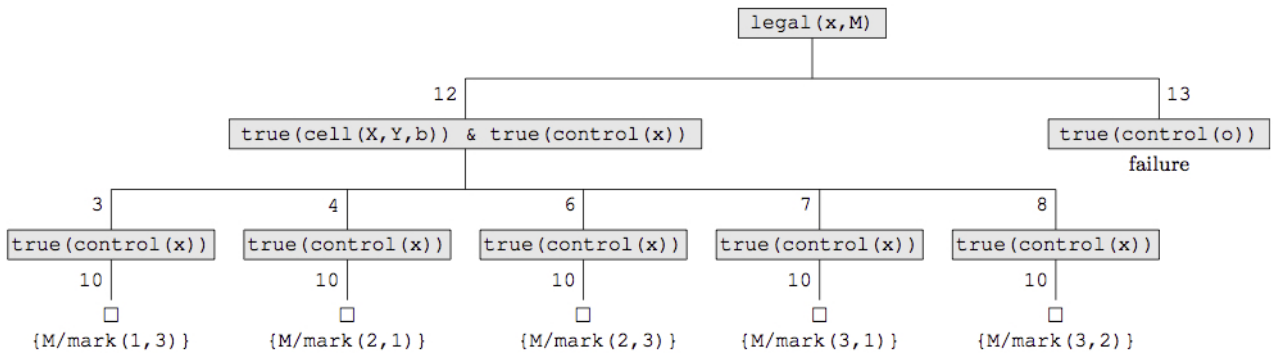 legal(x,M)
12 13
true(cell(X,Y,b)) & true(control(x)) true(control(o))
failure
3 4 6 7 8
true(control(x)) true(control(x)) true(control(x)) true(control(x)) true(control(x))
10 10 10 10 10
{M/mark(1,3)} {M/mark(2,1)} {M/mark(2,3)} {M/mark(3,1)} {M/mark(3,2)}